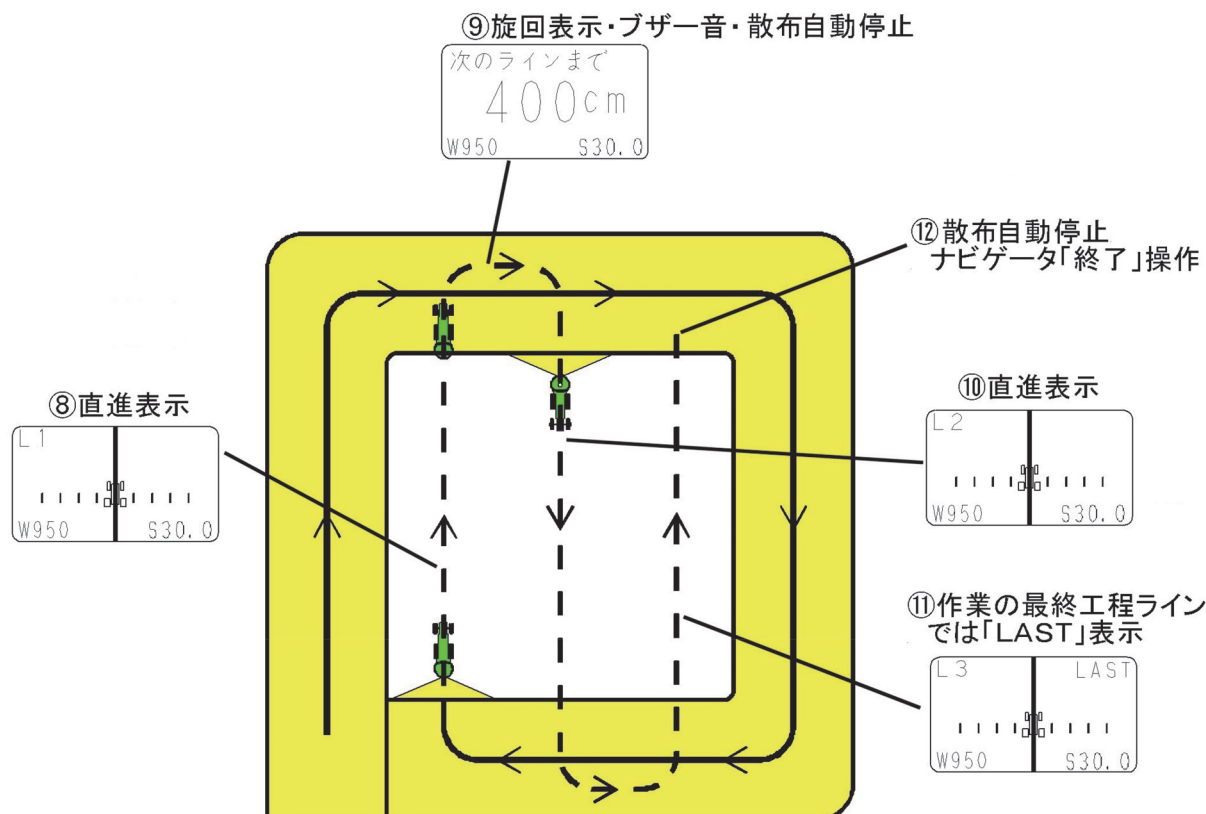 ⑨旋回表示・ブザー音・散布自動停止
次のラインまで
400cm
W950 S30.0
⑫散布自動停止
ナビゲータ「終了」操作
⑧直進表示
L1
W950 S30.0
⑩直進表示
L2
W950 S30.0
⑪作業の最終工程ライン
では「LAST」表示
L3 LAST
W950 S30.0